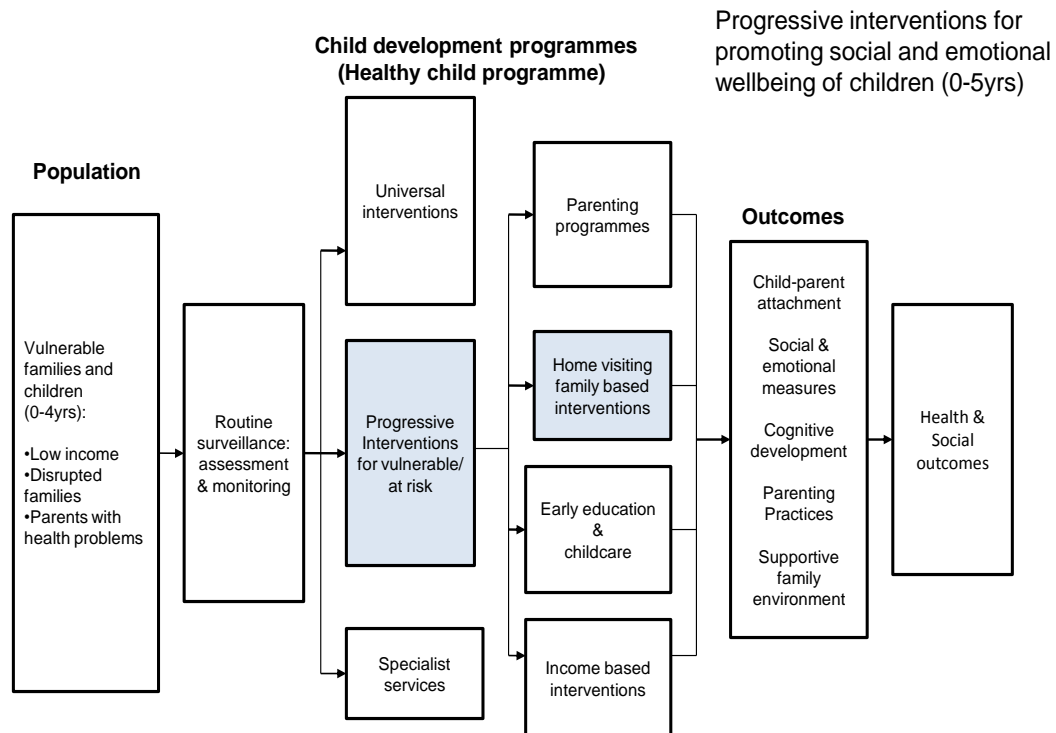 Progressive interventions for
promoting social and emotional
wellbeing of children (0-5yrs)
Child development programmes
(Healthy child programme)
Population
Vulnerable
families and
children
(0-4yrs):
•Low income
•Disrupted
families
•Parents with
health problems
Routine
surveillance:
assessment
& monitoring
Universal
interventions
Progressive
Interventions
for vulnerable/
at risk
Specialist
services
Parenting
programmes
Home visiting
family based
interventions
Early education
&
childcare
Income based
interventions
Outcomes
Child-parent
attachment
Social &
emotional
measures
Cognitive
development
Parenting
Practices
Supportive
family
environment
Health &
Social
outcomes